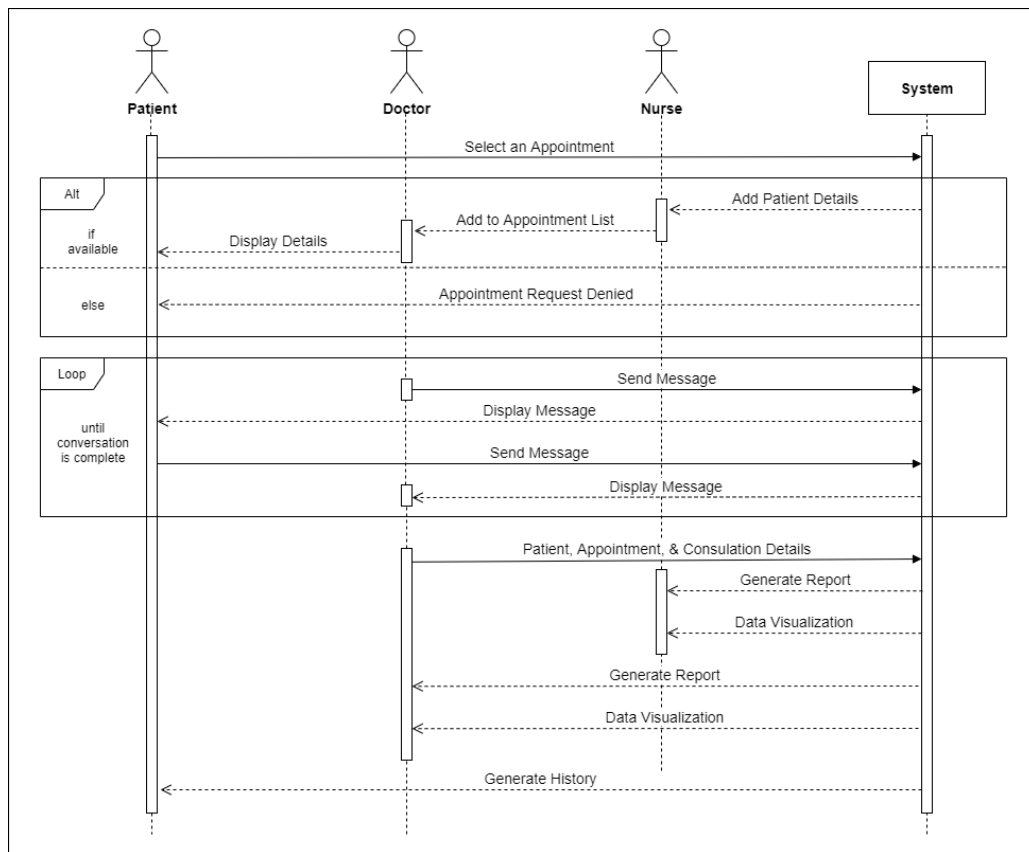 Patient
Doctor
Nurse
System
Select an Appointment
Alt
Add Patient Details
Add to Appointment List
if
available
Display Details
else
Appointment Request Denied
Loop
Send Message
Display Message
until
conversation
is complete
Send Message
Display Message
Patient, Appointment, & Consulation Details
Generate Report
Data Visualization
Generate Report
Data Visualization
Generate History